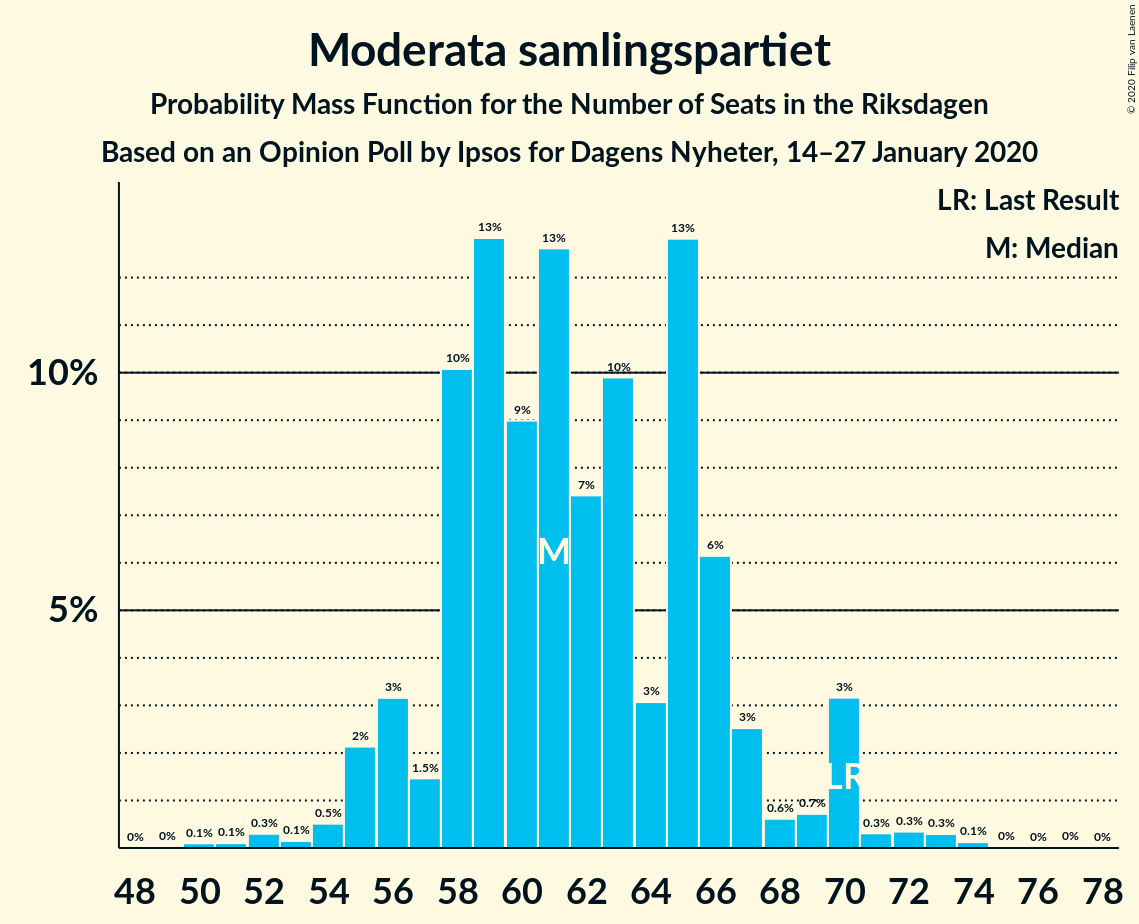 Moderata samlingspartiet
Probability Mass Function for the Number of Seats in the Riksdagen
Based on an Opinion Poll by Ipsos for Dagens Nyheter, 14–27 January 2020
© 2020 Filip van Laenen
LR: Last Result
M: Median
10%
5%
0% 0% 0.1% 0.1% 0.3% 0.1% 0.5% 2% 3% 1.5% 10% 13% 9% 13% 7% 10% 3% 13% 6% 3% 0.6% 0.7% 3% 0.3% 0.3% 0.3% 0.1% 0% 0% 0% 0%
M
LR
48 50 52 54 56 58 60 62 64 66 68 70 72 74 76 78